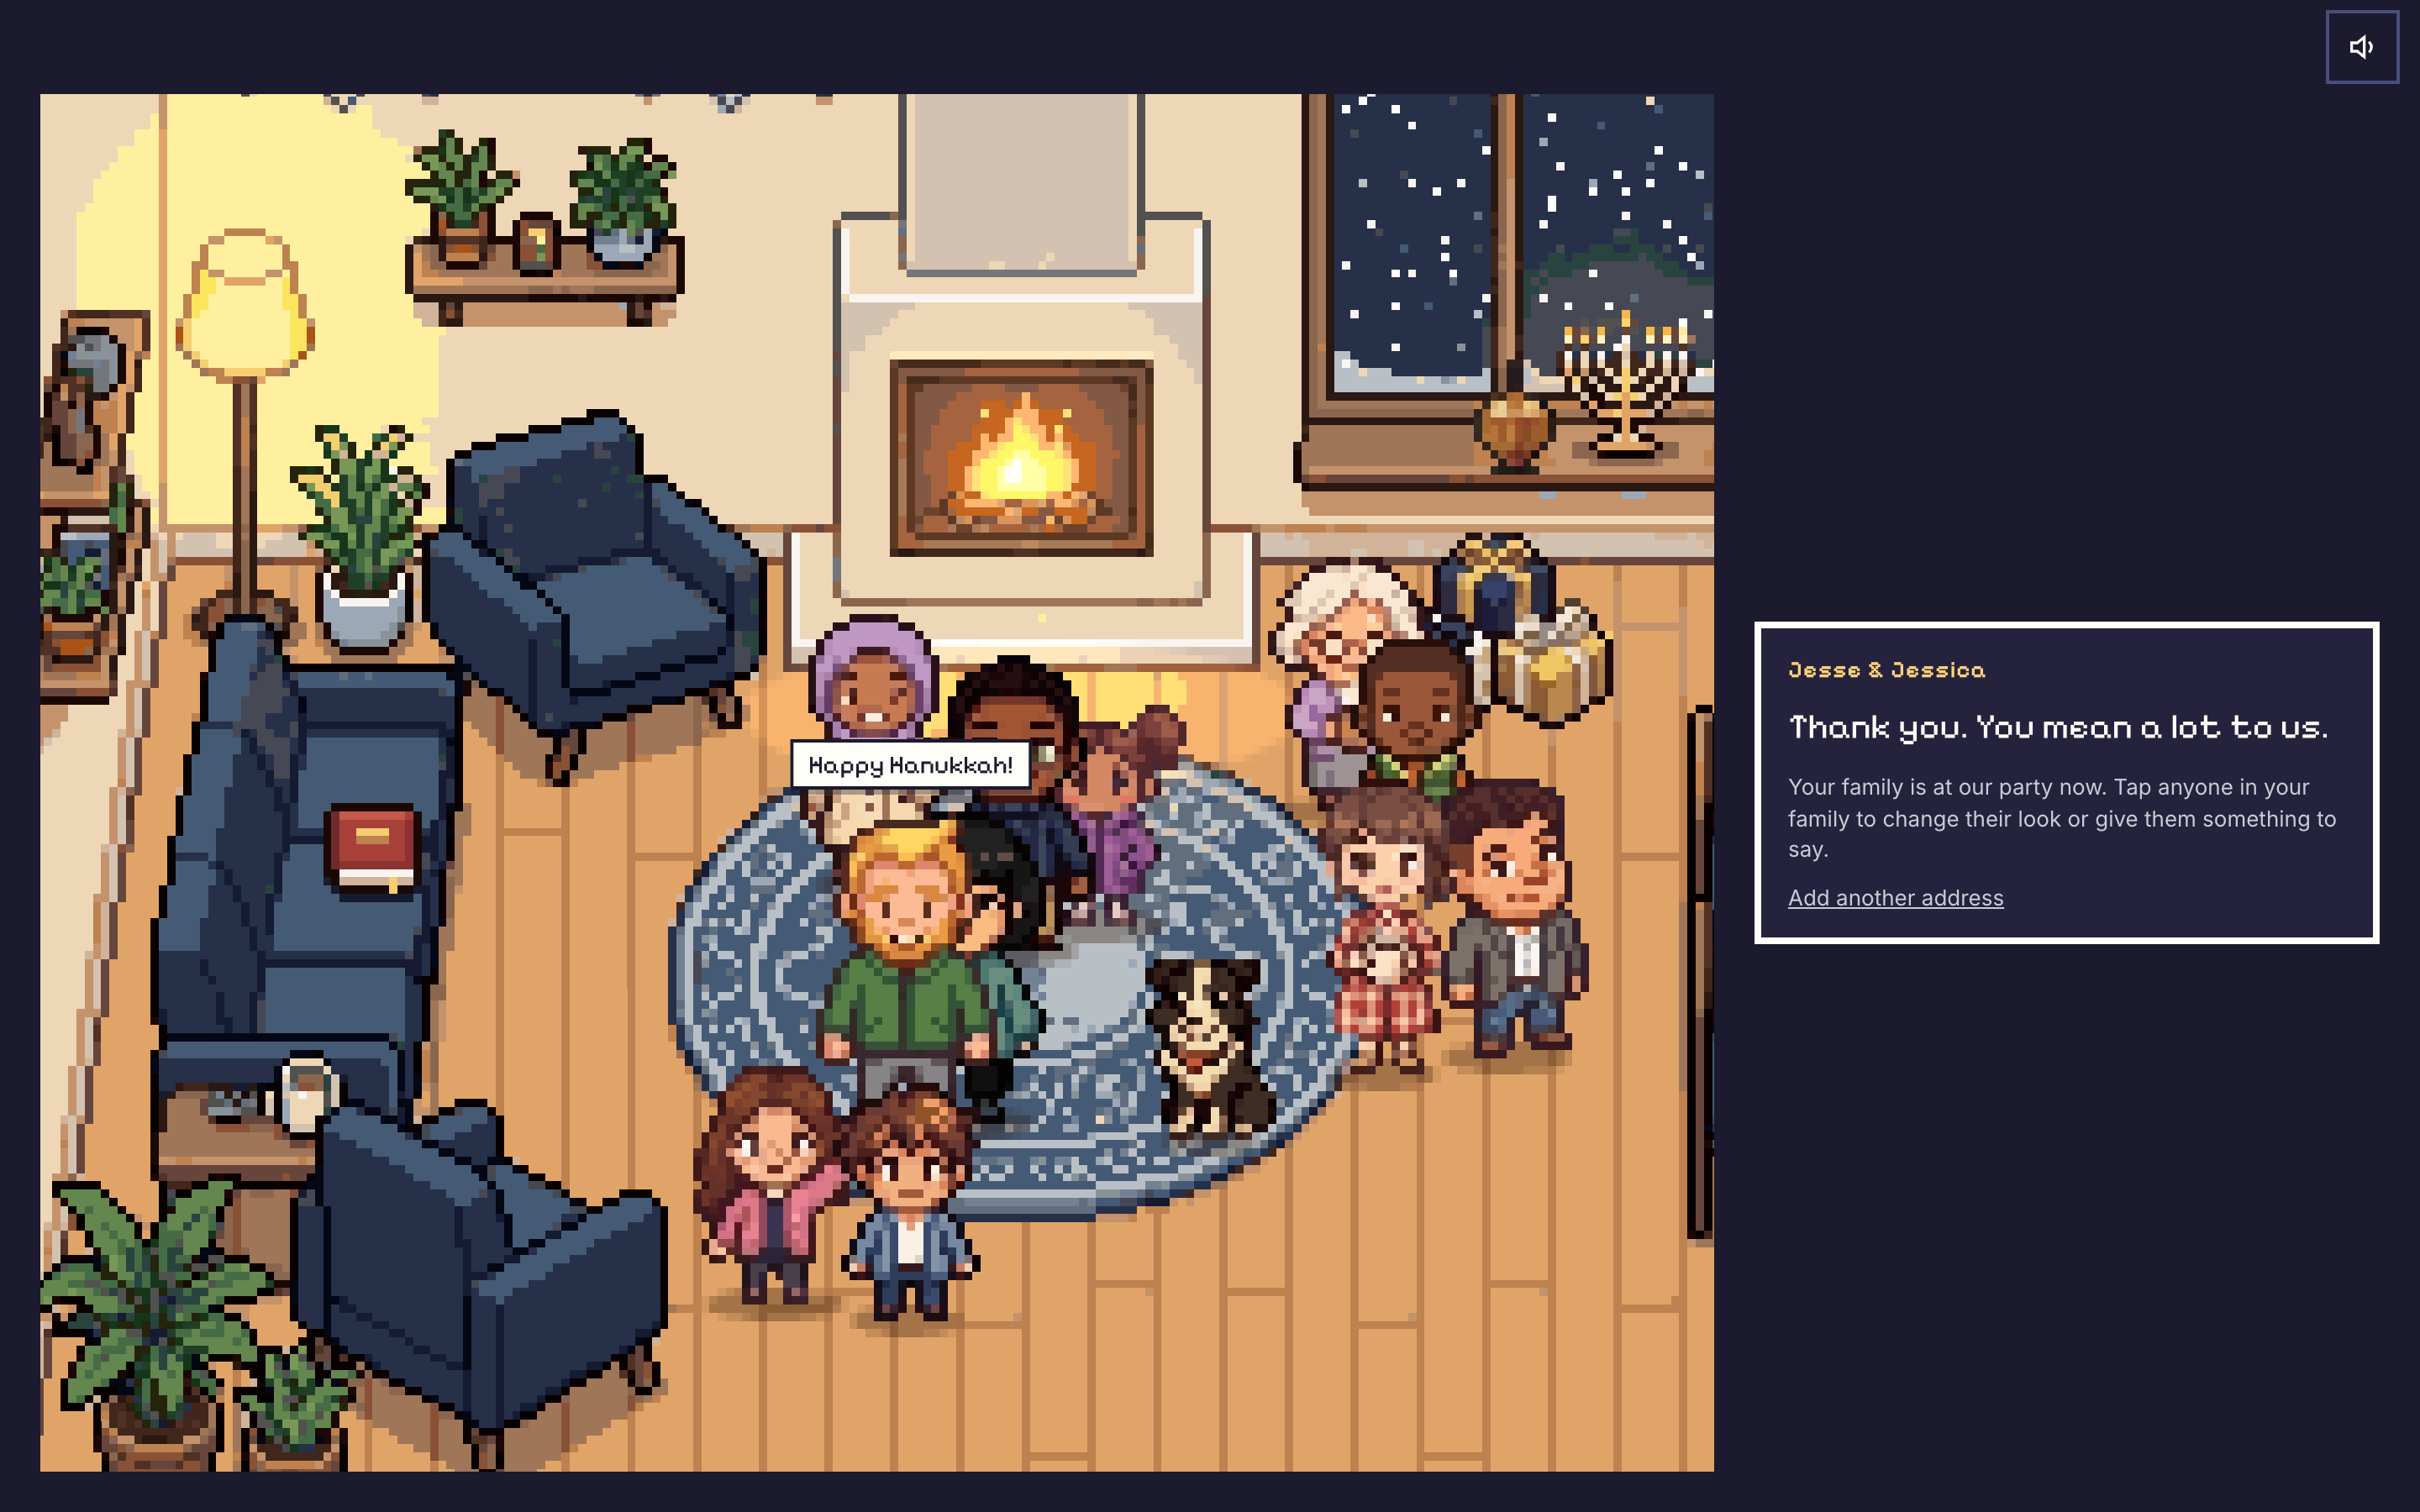 Happy Hanukkah!
Jesse & Jessica
Thank you. You mean a lot to us.
Your family is at our party now. Tap anyone in your
family to change their look or give them something to
say.
Add another address